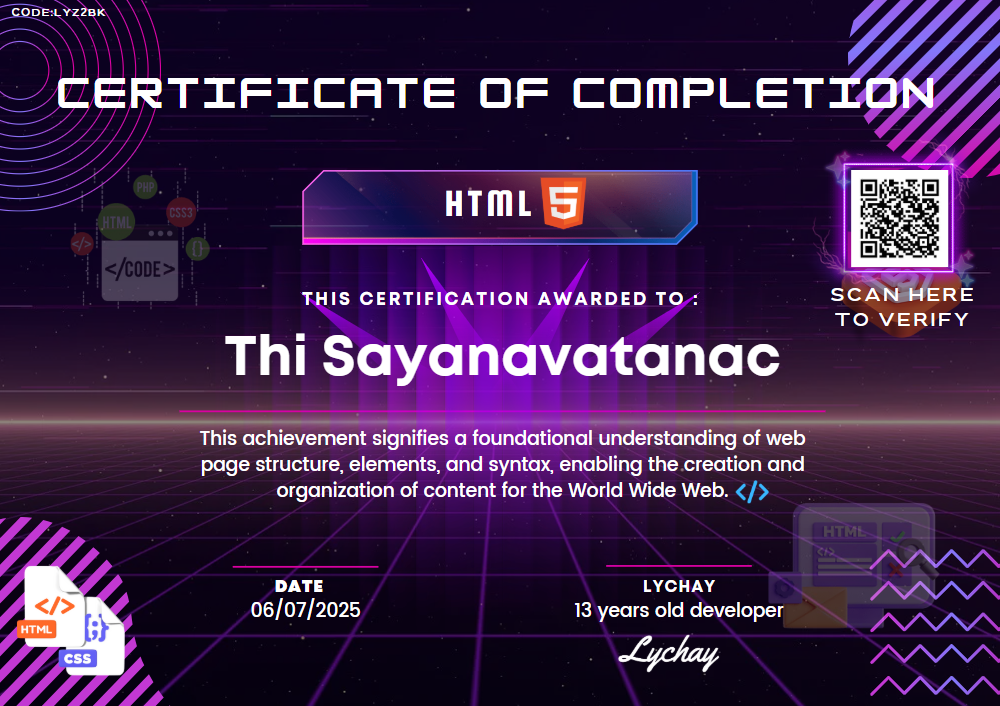 CODE:LYZ2BK
CERTIFICATE OF COMPLETION
PHP
HTML
CSS3
</>
{}
</CODE>
HTML 5
SCAN HERE
TO VERIFY
THIS CERTIFICATION AWARDED TO :
Thi Sayanavatanac
This achievement signifies a foundational understanding of web
page structure, elements, and syntax, enabling the creation and
organization of content for the World Wide Web. </>
HTML
</>
DATE
06/07/2025
LYCHAY
13 years old developer
Lychay
</>
HTML
{;}
CSS